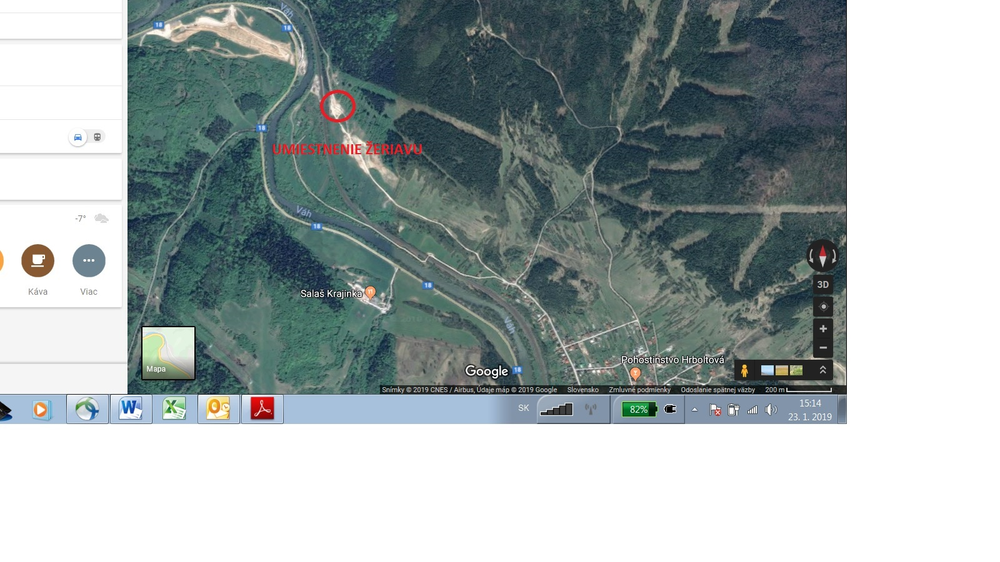 Váh
18
18
18
UMIESTNENIE ŽERIAVU
Váh
18
-7°
Káva
Viac
Salaš Krajinka
18
Váh
3D
Mapa
Google
18
Pohostinstvo Hrboltová
Snímky © 2019 CNES / Airbus, Údaje máp © 2019 Google Slovensko Zmluvné podmienky Odoslanie spätnej väzby 200 m
SK
82%
15:14
23. 1. 2019